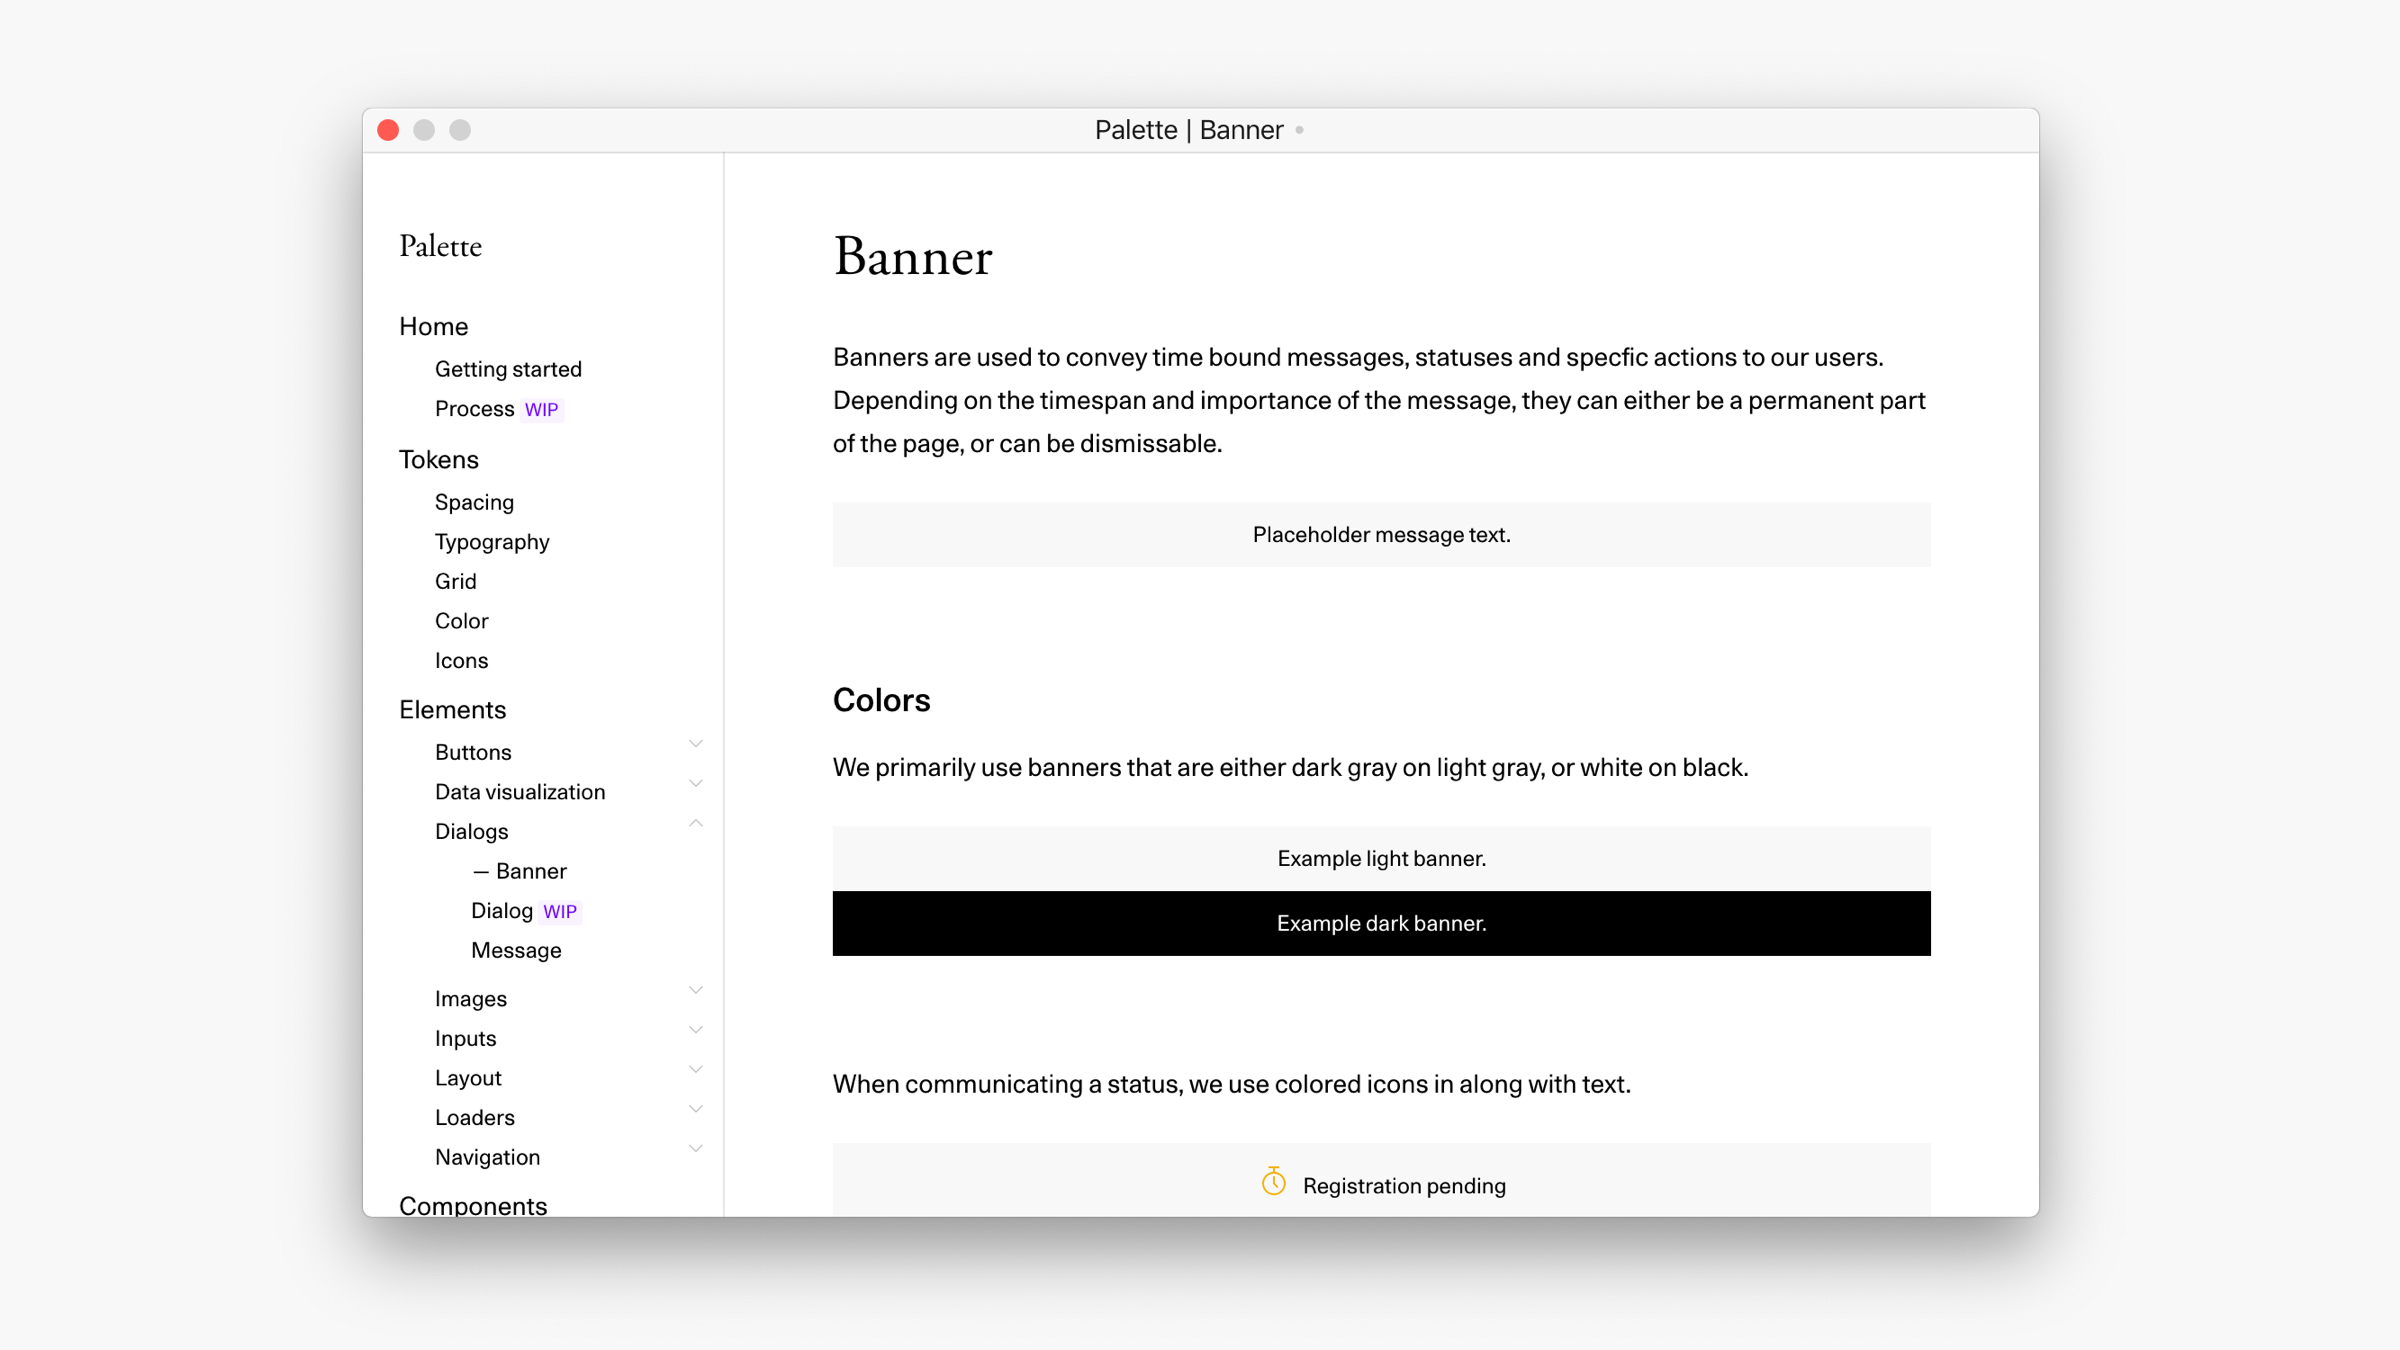 Palette | Banner
Palette
Home
Getting started
Process WIP
Tokens
Spacing
Typography
Grid
Color
Icons
Elements
Buttons
Data visualization
Dialogs
— Banner
Dialog WIP
Message
Images
Inputs
Layout
Loaders
Navigation
Components
Banner
Banners are used to convey time bound messages, statuses and specfic actions to our users.
Depending on the timespan and importance of the message, they can either be a permanent part
of the page, or can be dismissable.
Placeholder message text.
Colors
We primarily use banners that are either dark gray on light gray, or white on black.
Example light banner.
Example dark banner.
When communicating a status, we use colored icons in along with text.
Registration pending